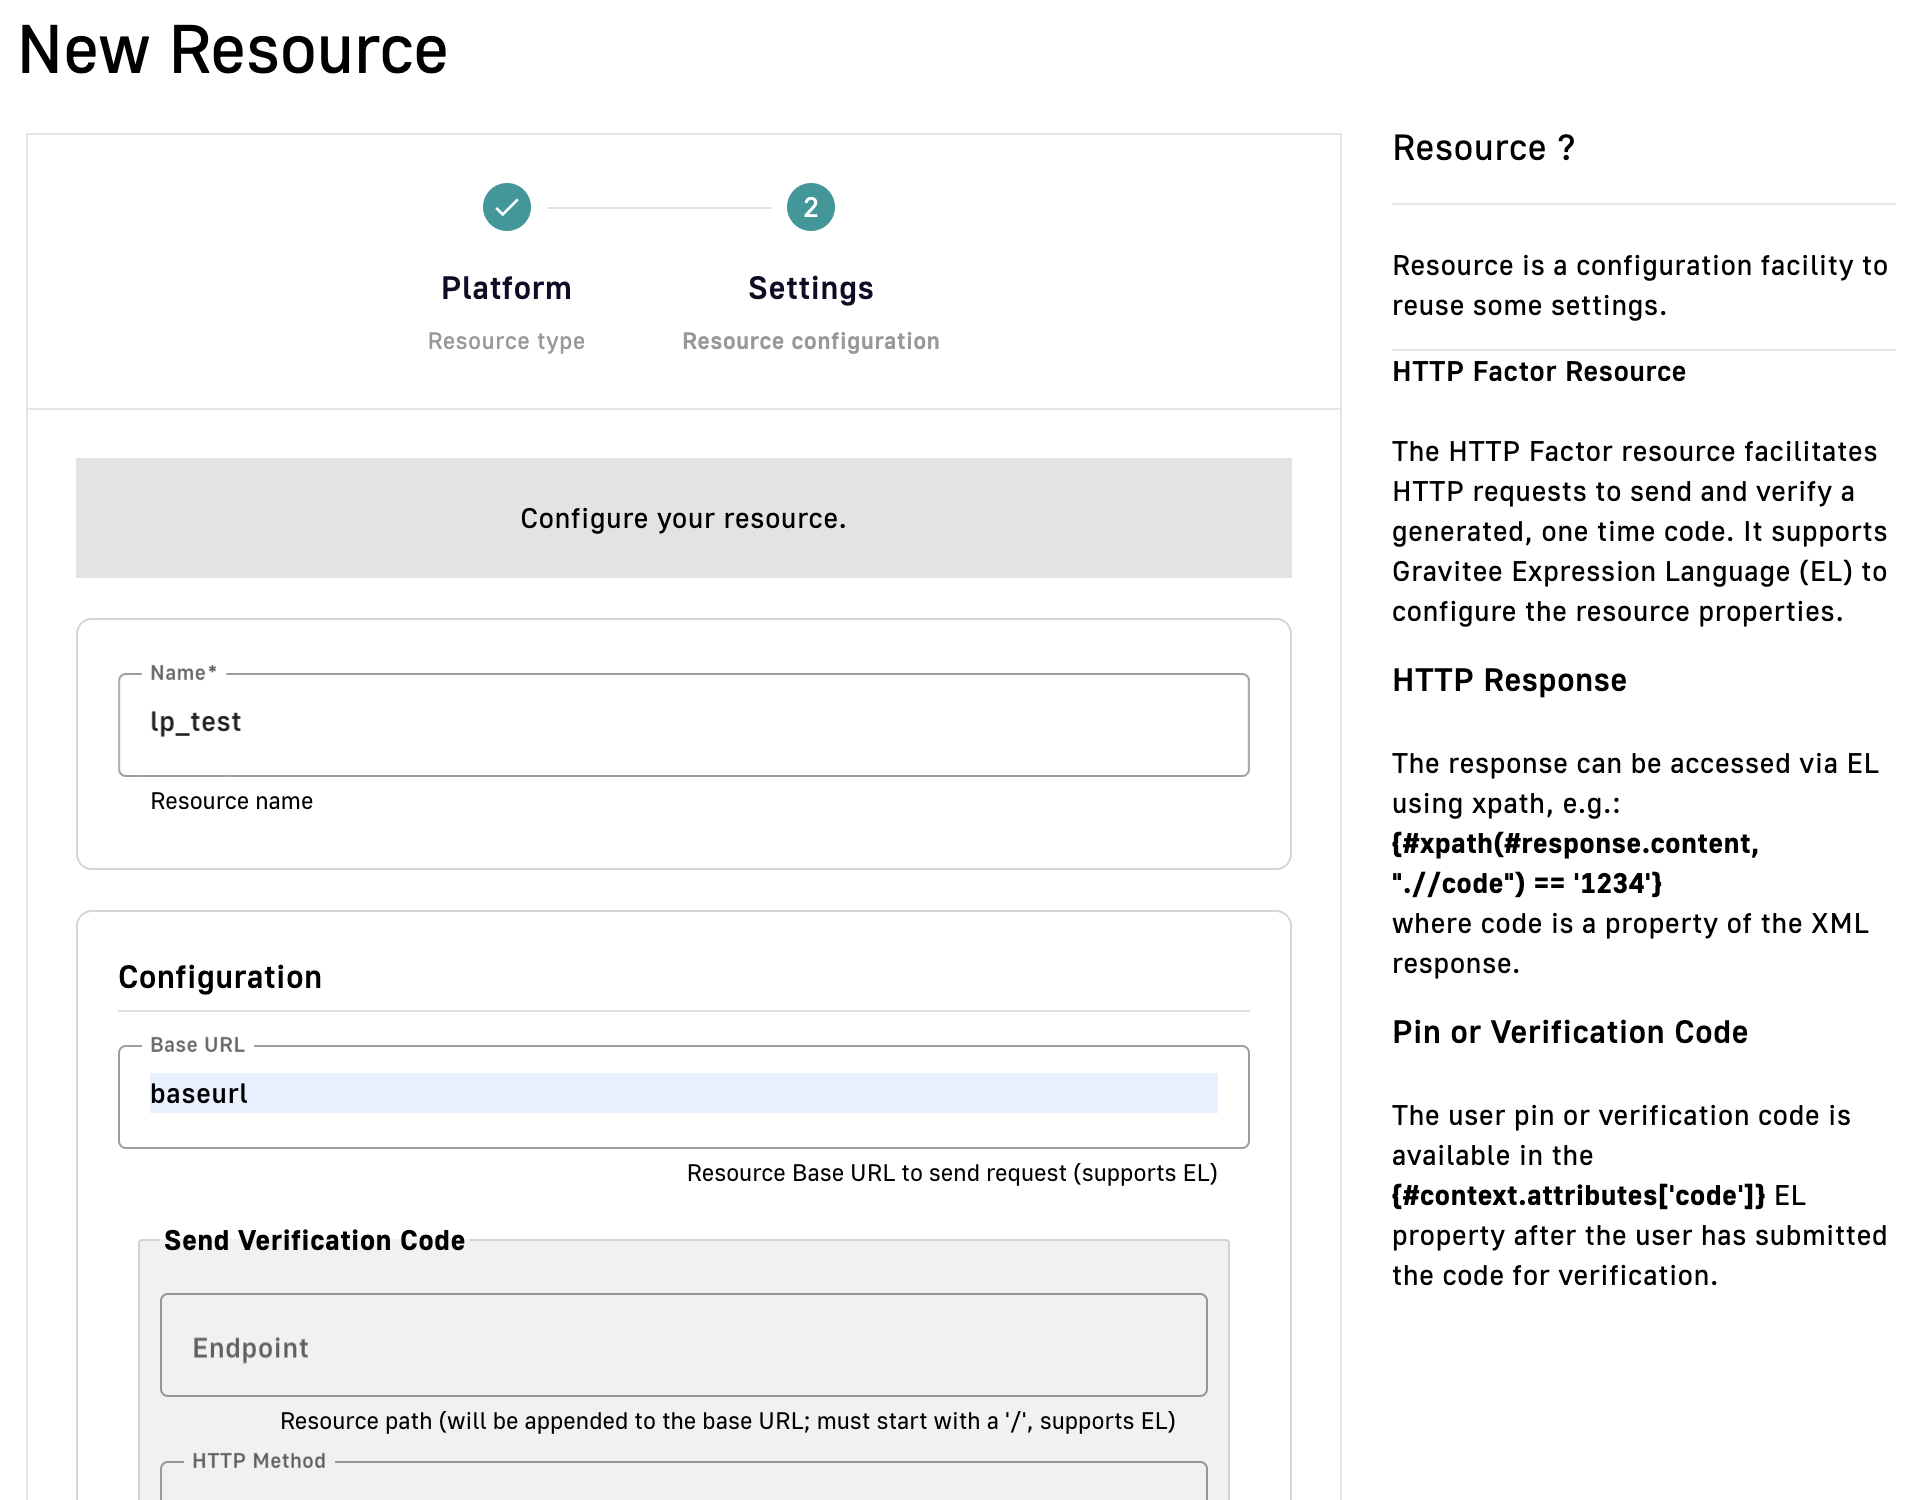 New Resource
2
Platform
Settings
Resource type
Resource configuration
Configure your resource.
Name*
lp_test
Resource name
Configuration
Base URL
baseurl
Resource Base URL to send request (supports EL)
Send Verification Code
Endpoint
Resource path (will be appended to the base URL; must start with a '/', supports EL)
HTTP Method
Resource ?
Resource is a configuration facility to
reuse some settings.
HTTP Factor Resource
The HTTP Factor resource facilitates
HTTP requests to send and verify a
generated, one time code. It supports
Gravitee Expression Language (EL) to
configure the resource properties.
HTTP Response
The response can be accessed via EL
using xpath, e.g.:
{#xpath(#response.content,
".//code") == '1234'}
where code is a property of the XML
response.
Pin or Verification Code
The user pin or verification code is
available in the
{#context.attributes['code']} EL
property after the user has submitted
the code for verification.